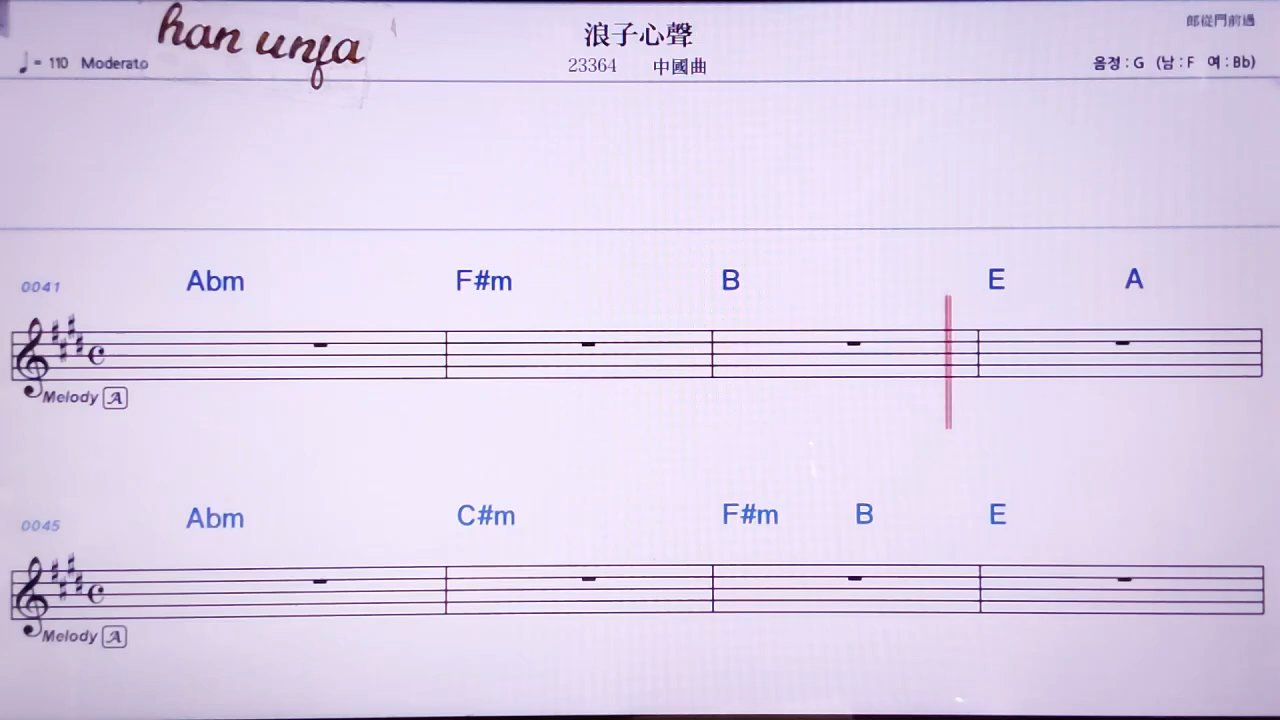 han unfa
浪子心聲
郎從門前過
♩= 110 Moderato
23364 中國曲
음정 : G (남 : F 여 : Bb)
0041 Abm F#m B E A
Melody A
0045 Abm C#m F#m B E
Melody A